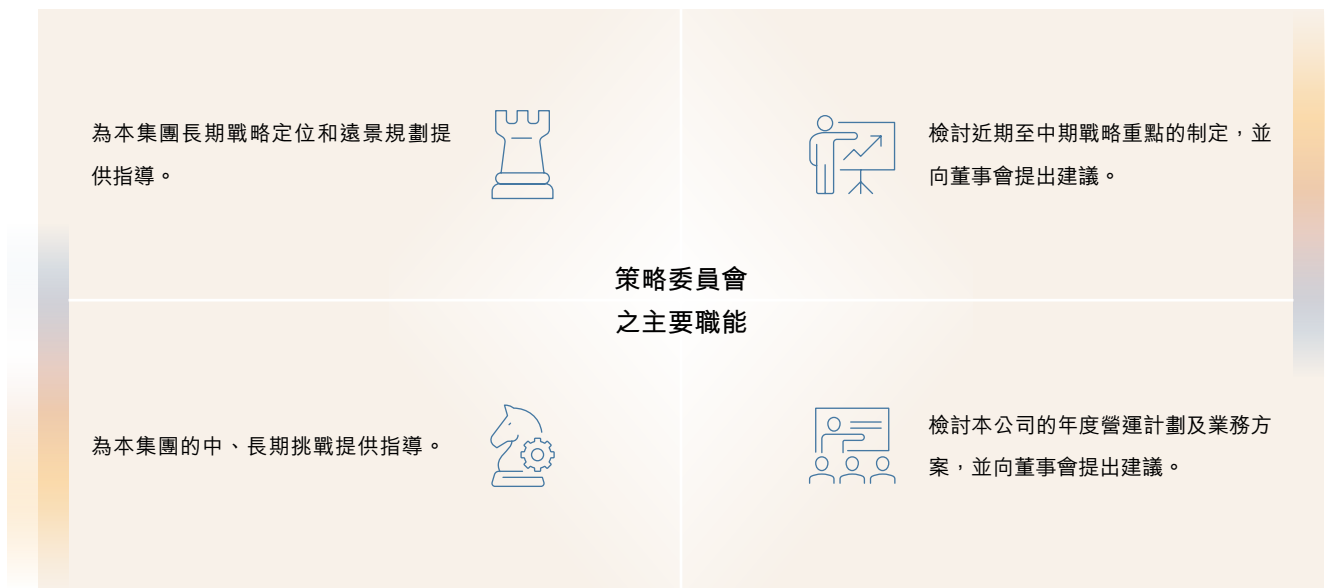 為本集團長期戰略定位和遠景規劃提
供指導。
檢討近期至中期戰略重點的制定，並
向董事會提出建議。
策略委員會
之主要職能
為本集團的中、長期挑戰提供指導。
檢討本公司的年度營運計劃及業務方
案，並向董事會提出建議。